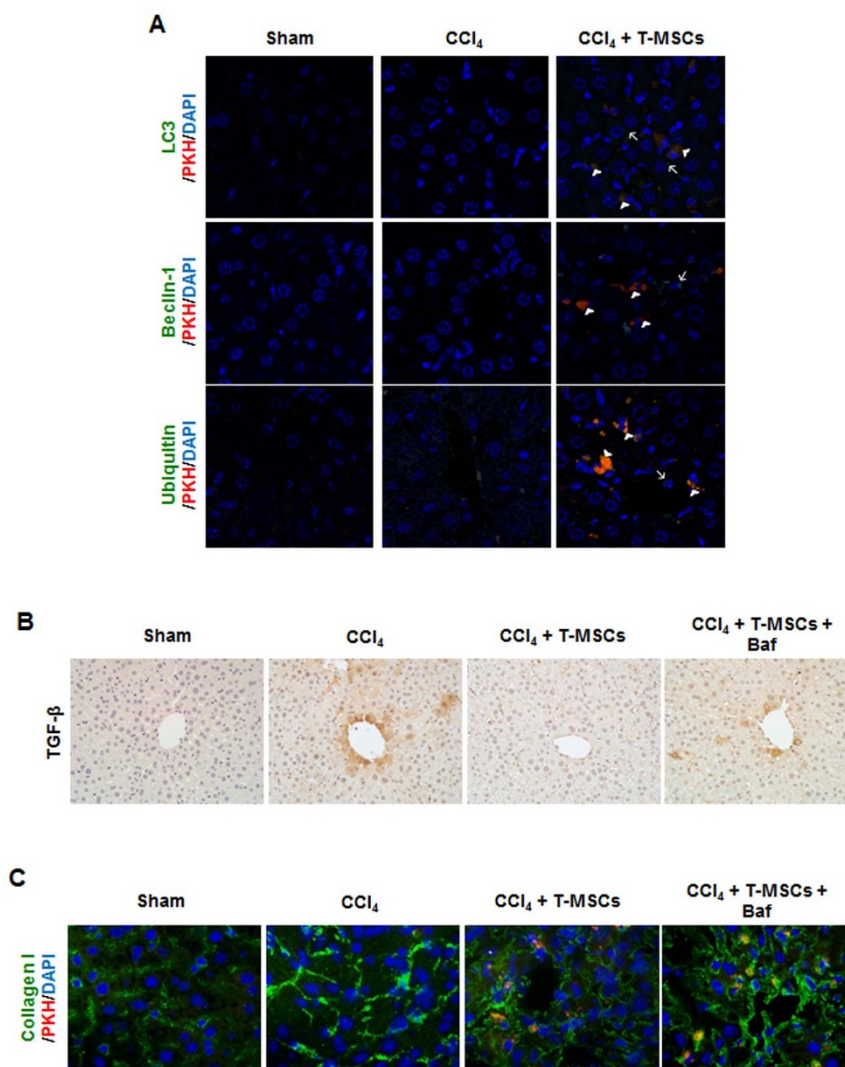 A
Sham
CCl₄
CCl₄ + T-MSCs
LC3
/PKH/DAPI
Beclin-1
/PKH/DAPI
Ubiquitin
/PKH/DAPI
B
Sham
CCl₄
CCl₄ + T-MSCs
CCl₄ + T-MSCs +
Baf
TGF-β
C
Sham
CCl₄
CCl₄ + T-MSCs
CCl₄ + T-MSCs +
Baf
Collagen I
/PKH/DAPI